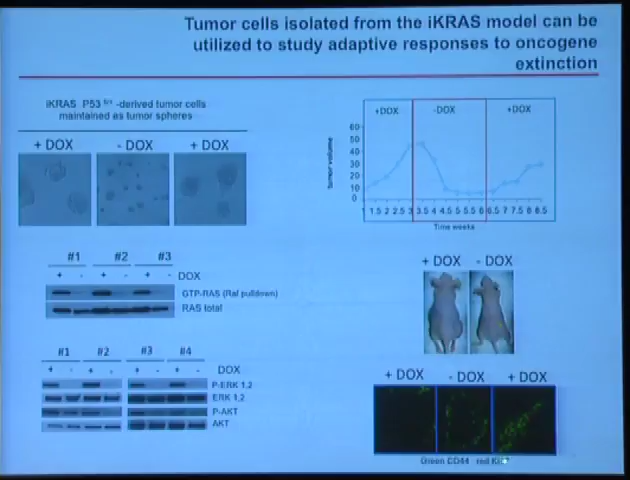 Tumor cells isolated from the iKRAS model can be
utilized to study adaptive responses to oncogene
extinction
iKRAS P53 -derived tumor cells
maintained as tumor spheres
+ DOX - DOX + DOX
+DOX -DOX +DOX
tumor volume
60
50
40
30
20
10
0
1 1.5 2 2.5 3 3.5 4 4.5 5 5.5 6 6.5 7 7.5 8 8.5
Time weeks
#1 #2 #3
+ - + - + - DOX
GTP-RAS (Raf pulldown)
RAS total
+ DOX - DOX
#1 #2 #3 #4
+ - + - + - + - DOX
P-ERK 1,2
ERK 1,2
P-AKT
AKT
+ DOX - DOX + DOX
Green CD44 red